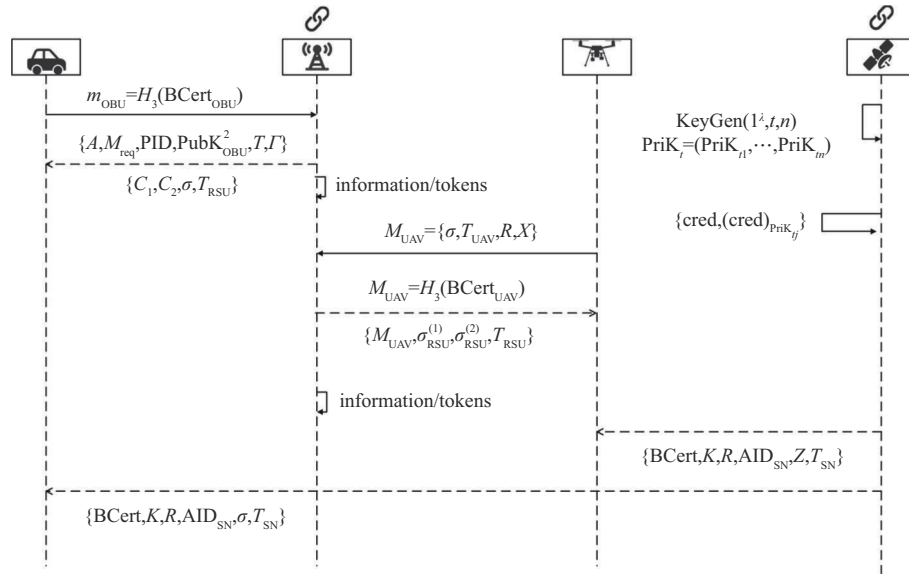 m_OBU=H_3(BCert_OBU)
{A,M_req,PID,PubK^2_OBU,T,Γ}
{C_1,C_2,σ,T_RSU}
information/tokens
KeyGen(1^λ,t,n)
PriK_t=(PriK_t1,⋯,PriK_tn)
{cred,(cred)_PriK_tj}
M_UAV={σ,T_UAV,R,X}
M_UAV=H_3(BCert_UAV)
{M_UAV,σ^(1)_RSU,σ^(2)_RSU,T_RSU}
information/tokens
{BCert,K,R,AID_SN,Z,T_SN}
{BCert,K,R,AID_SN,σ,T_SN}